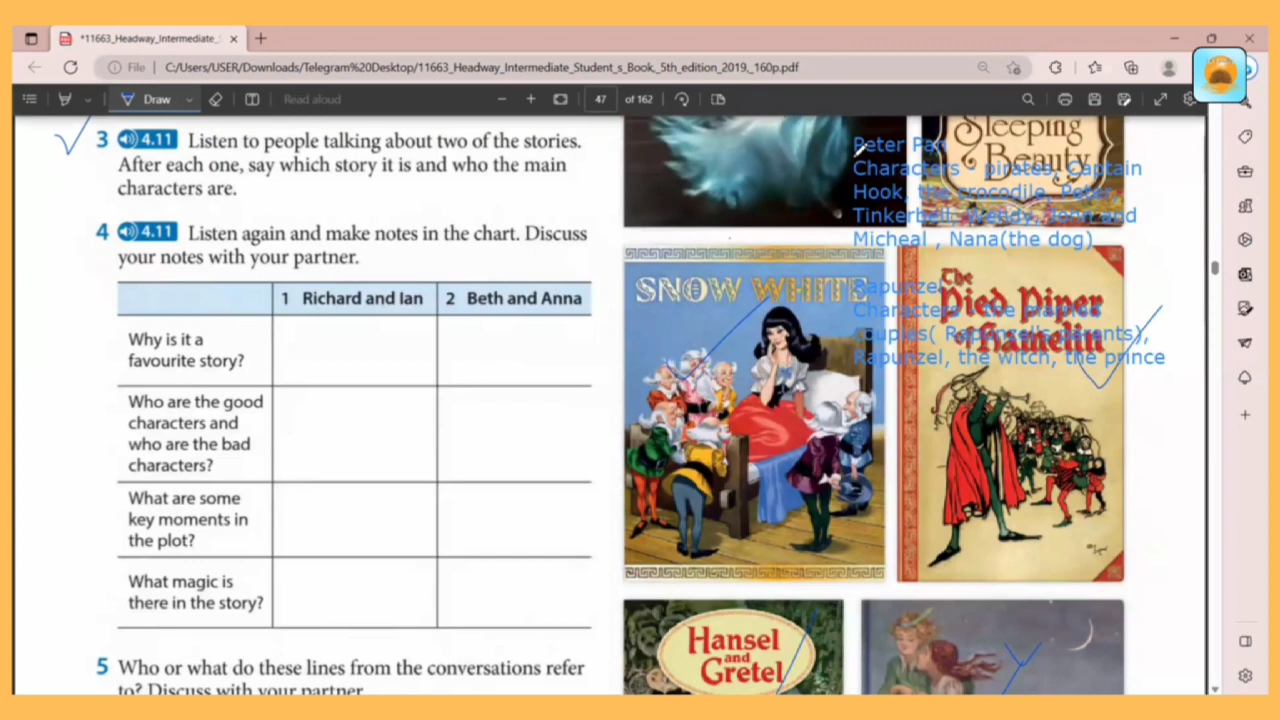 *11663_Headway_Intermediate_
File
C:/Users/USER/Downloads/Telegram%20Desktop/11663_Headway_Intermediate_Student_s_Book,_5th_edition_2019,_160p.pdf
Draw
Read aloud
47 of 162
3 4.11 Listen to people talking about two of the stories.
After each one, say which story it is and who the main
characters are.
4 4.11 Listen again and make notes in the chart. Discuss
your notes with your partner.
1 Richard and Ian
2 Beth and Anna
Why is it a
favourite story?
Who are the good
characters and
who are the bad
characters?
What are some
key moments in
the plot?
What magic is
there in the story?
5 Who or what do these lines from the conversations refer
to? Discuss with your partner.
Sleeping
Beauty
Peter Pan
Characters - pirates, Captain
Hook, the crocodile, Peter
Tinkerbell, Wendy, John and
Micheal , Nana(the dog)
Rapunzel
Characters - the married
couples( Rapunzel's parents),
Rapunzel, the witch, the prince
SNOW WHITE
The
Pied Piper
of Hamelin
Hansel
and
Gretel